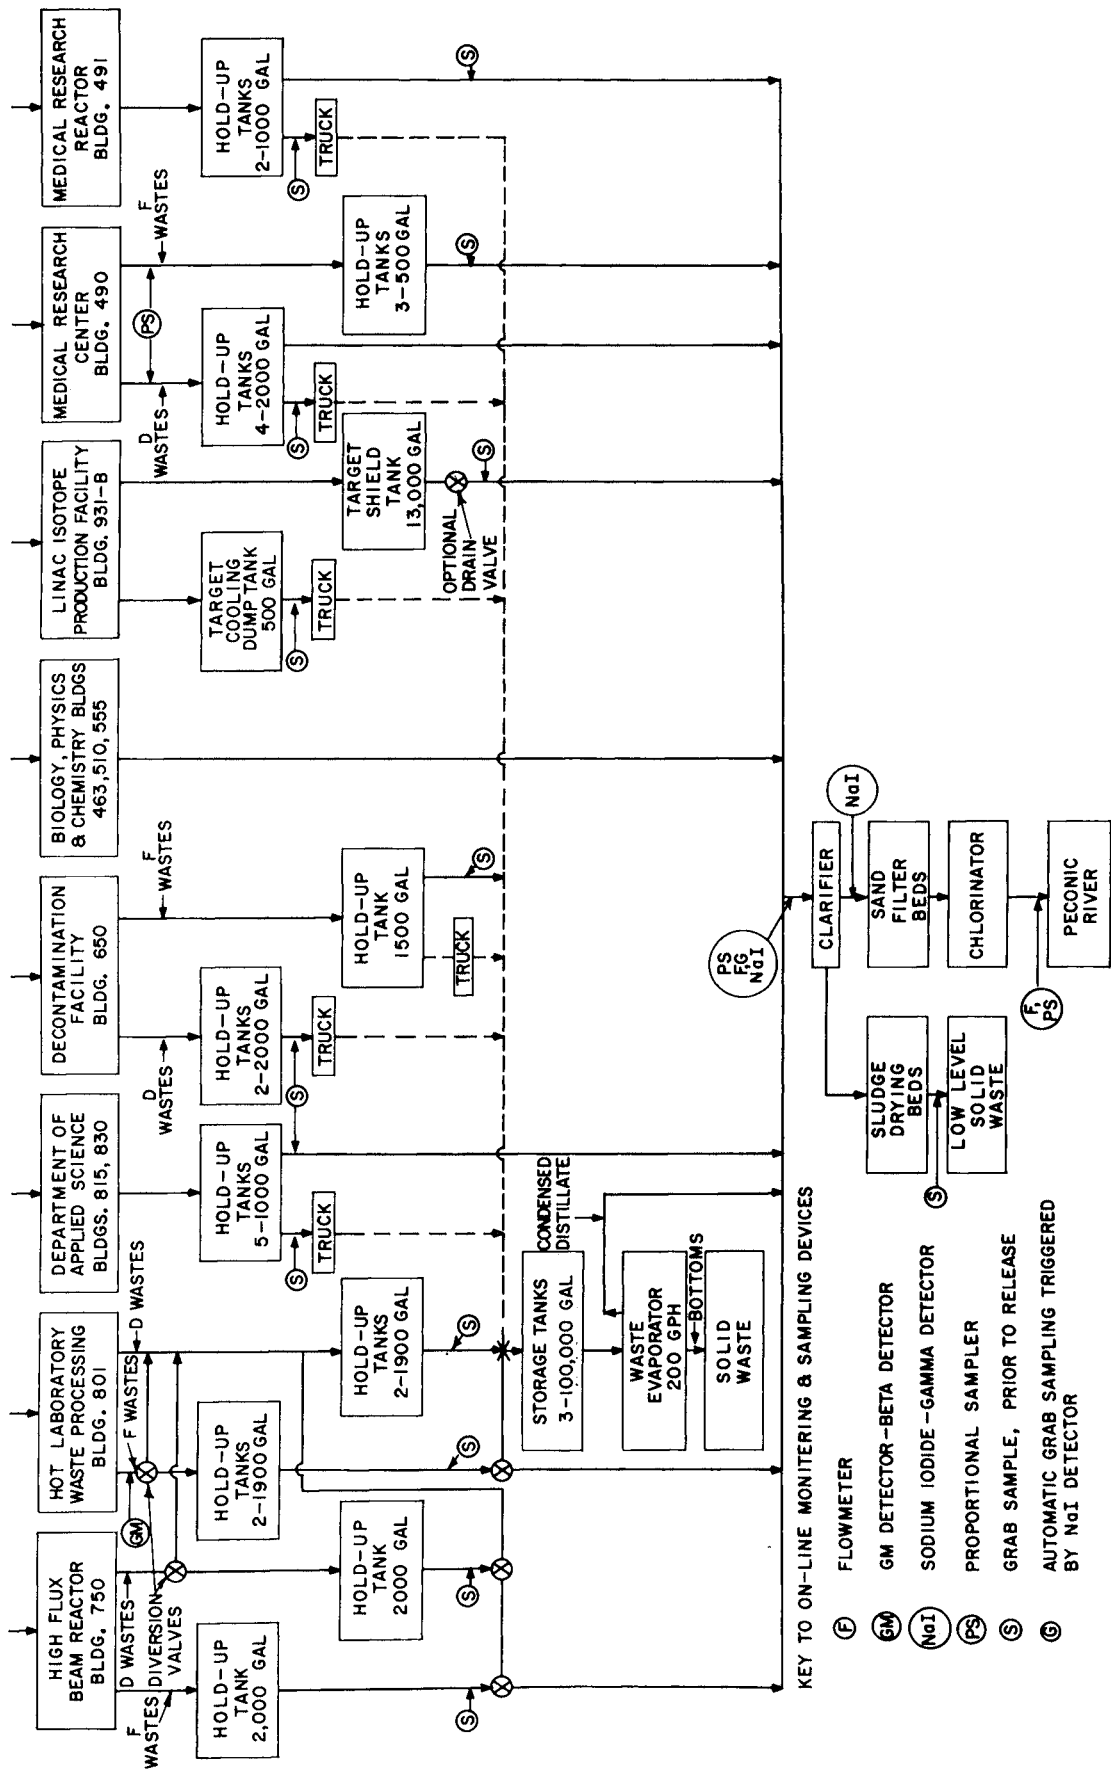 HIGH FLUX
BEAM REACTOR
BLDG. 750
HOT LABORATORY
WASTE PROCESSING
BLDG. 801
DEPARTMENT OF
APPLIED SCIENCE
BLDGS. 815, 830
DECONTAMINATION
FACILITY
BLDG. 650
BIOLOGY, PHYSICS
& CHEMISTRY BLDGS
463, 510, 555
LINAC ISOTOPE
PRODUCTION FACILITY
BLDG. 931-B
MEDICAL RESEARCH
CENTER
BLDG. 490
MEDICAL RESEARCH
REACTOR
BLDG. 491
F
WASTES
D WASTES
DIVERSION
VALVES
GM
F WASTES
D WASTES
D
WASTES
F
WASTES
D
WASTES
PS
F
WASTES
HOLD-UP
TANK
2,000 GAL
HOLD-UP
TANKS
2-1900 GAL
HOLD-UP
TANKS
5-1000 GAL
HOLD-UP
TANKS
2-2000 GAL
TARGET
COOLING
DUMP TANK
500 GAL
HOLD-UP
TANKS
4-2000 GAL
HOLD-UP
TANKS
2-1000 GAL
S
TRUCK
S
TRUCK
S
TRUCK
S
TRUCK
S
TRUCK
HOLD-UP
TANK
2000 GAL
HOLD-UP
TANKS
2-1900 GAL
HOLD-UP
TANK
1500 GAL
TARGET
SHIELD
TANK
13,000 GAL
HOLD-UP
TANKS
3-500 GAL
TRUCK
OPTIONAL
DRAIN
VALVE
S
S
S
S
S
S
S
S
STORAGE TANKS
3-100,000 GAL
CONDENSED
DISTILLATE
WASTE
EVAPORATOR
200 GPH
BOTTOMS
SOLID
WASTE
PS
F,G
NaI
CLARIFIER
NaI
SLUDGE
DRYING
BEDS
SAND
FILTER
BEDS
S
LOW LEVEL
SOLID
WASTE
CHLORINATOR
F,
PS
PECONIC
RIVER
KEY TO ON-LINE MONITERING & SAMPLING DEVICES
F FLOWMETER
GM GM DETECTOR-BETA DETECTOR
NaI SODIUM IODIDE-GAMMA DETECTOR
PS PROPORTIONAL SAMPLER
S GRAB SAMPLE, PRIOR TO RELEASE
G AUTOMATIC GRAB SAMPLING TRIGGERED
BY NaI DETECTOR